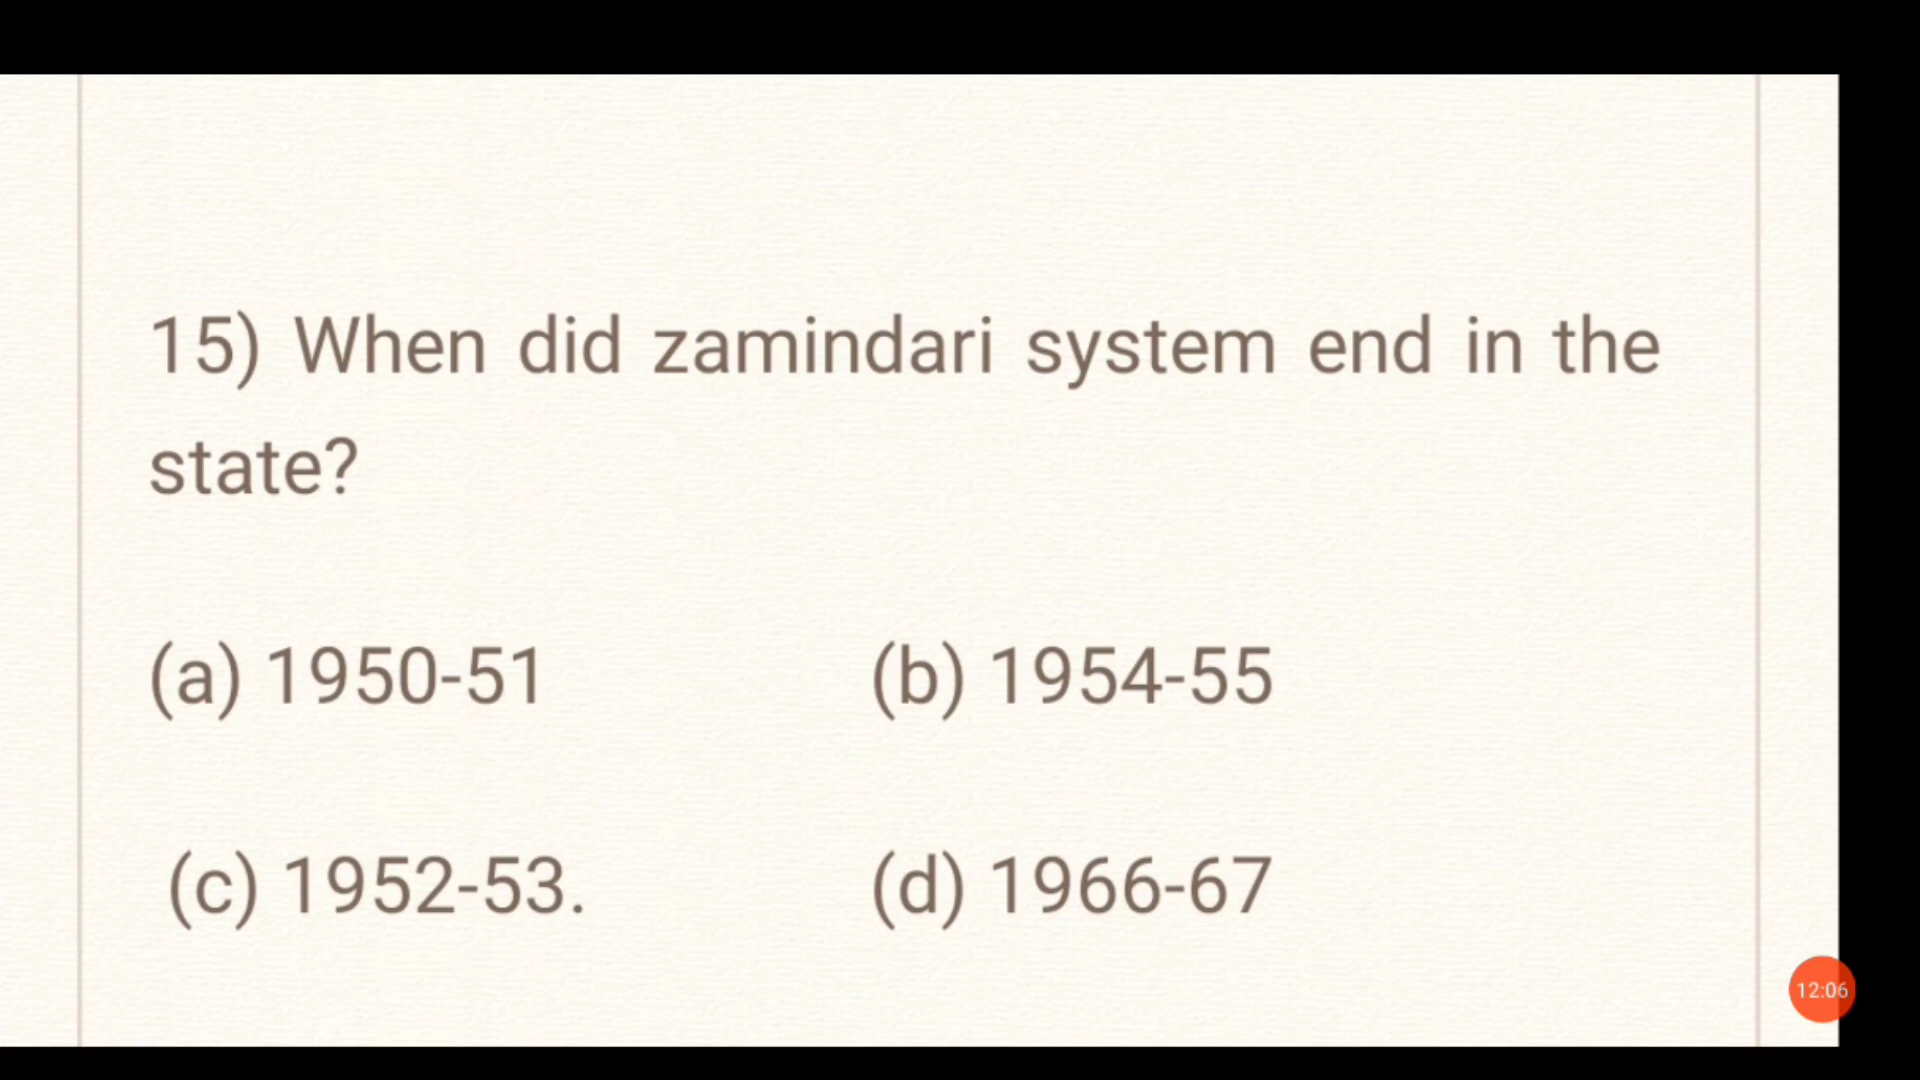 15) When did zamindari system end in the
state?
(a) 1950-51 (b) 1954-55
(c) 1952-53. (d) 1966-67
12:06